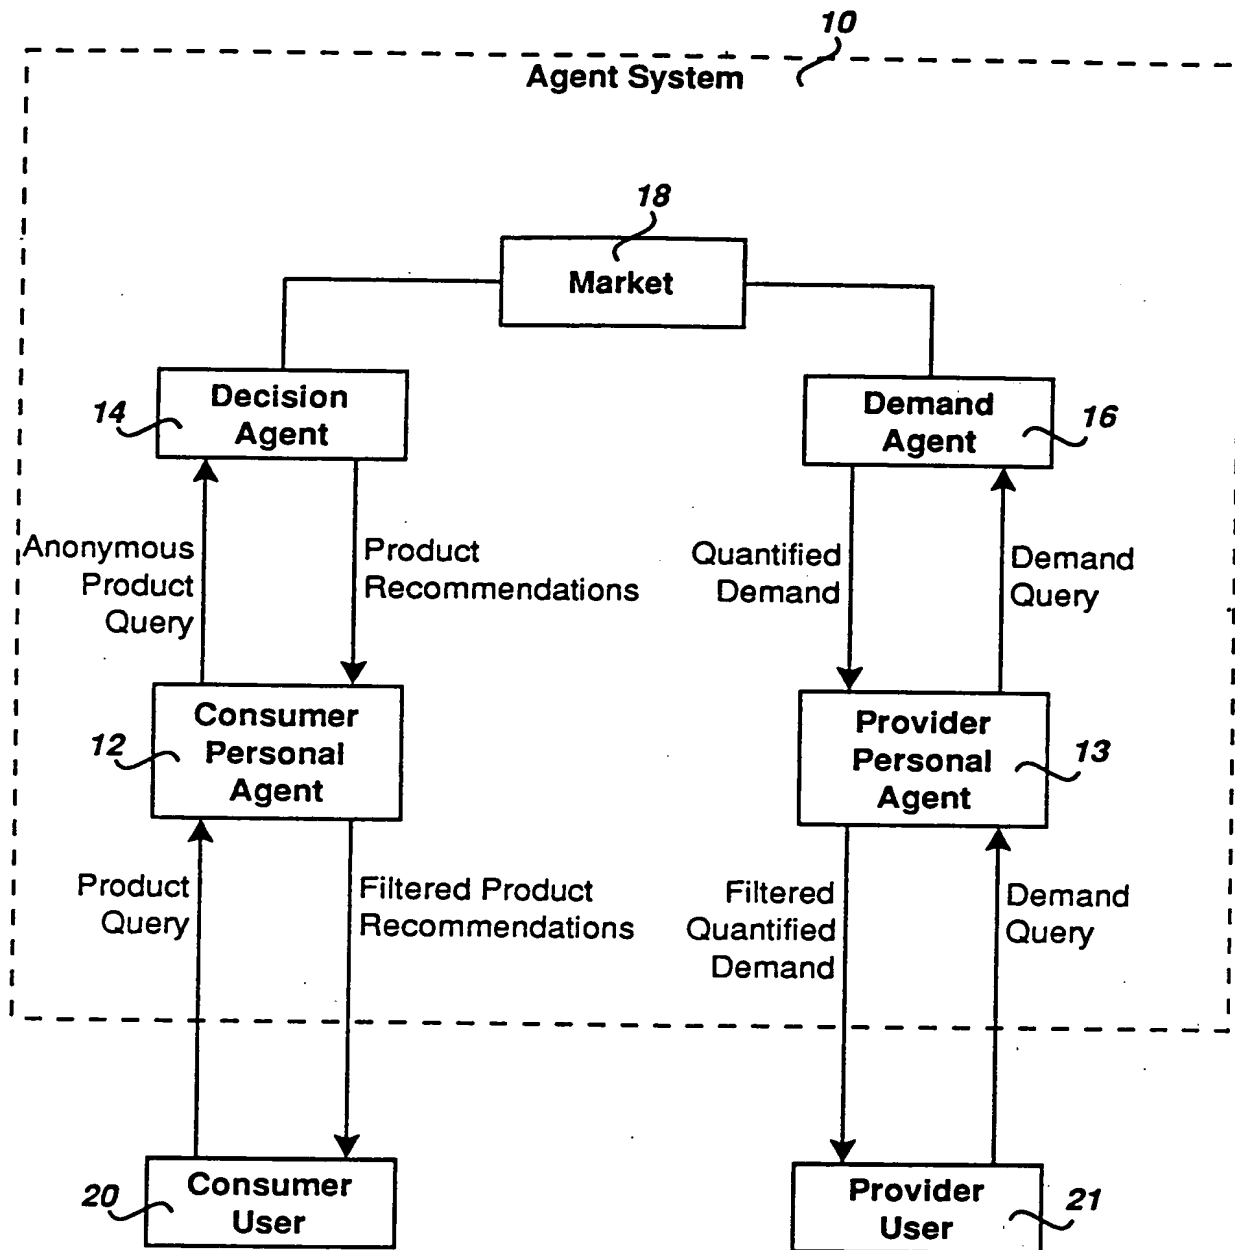 10
Agent System
18
Market
Decision
Agent
14
Demand
Agent
16
Anonymous
Product
Query
Product
Recommendations
Quantified
Demand
Demand
Query
Consumer
Personal
Agent
12
Provider
Personal
Agent
13
Product
Query
Filtered Product
Recommendations
Filtered
Quantified
Demand
Demand
Query
Consumer
User
20
Provider
User
21